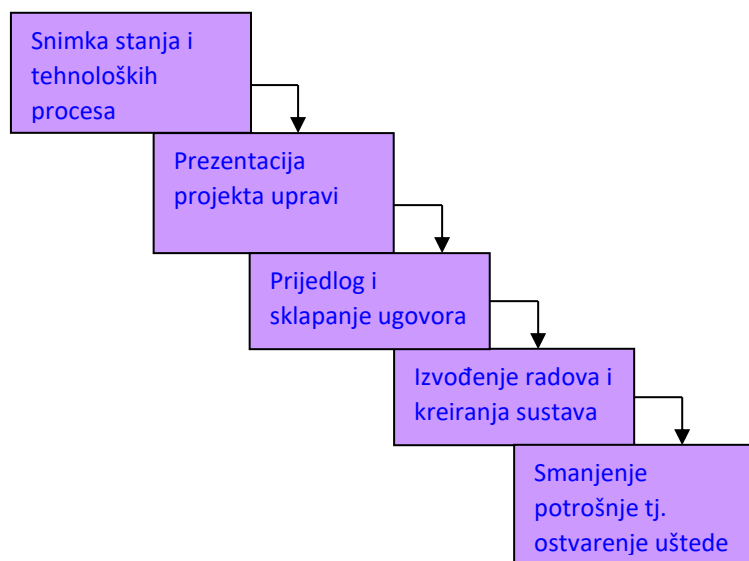 Snimka stanja i
tehnoloških
procesa
Prezentacija
projekta upravi
Prijedlog i
sklapanje ugovora
Izvođenje radova i
kreiranja sustava
Smanjenje
potrošnje tj.
ostvarenje uštede